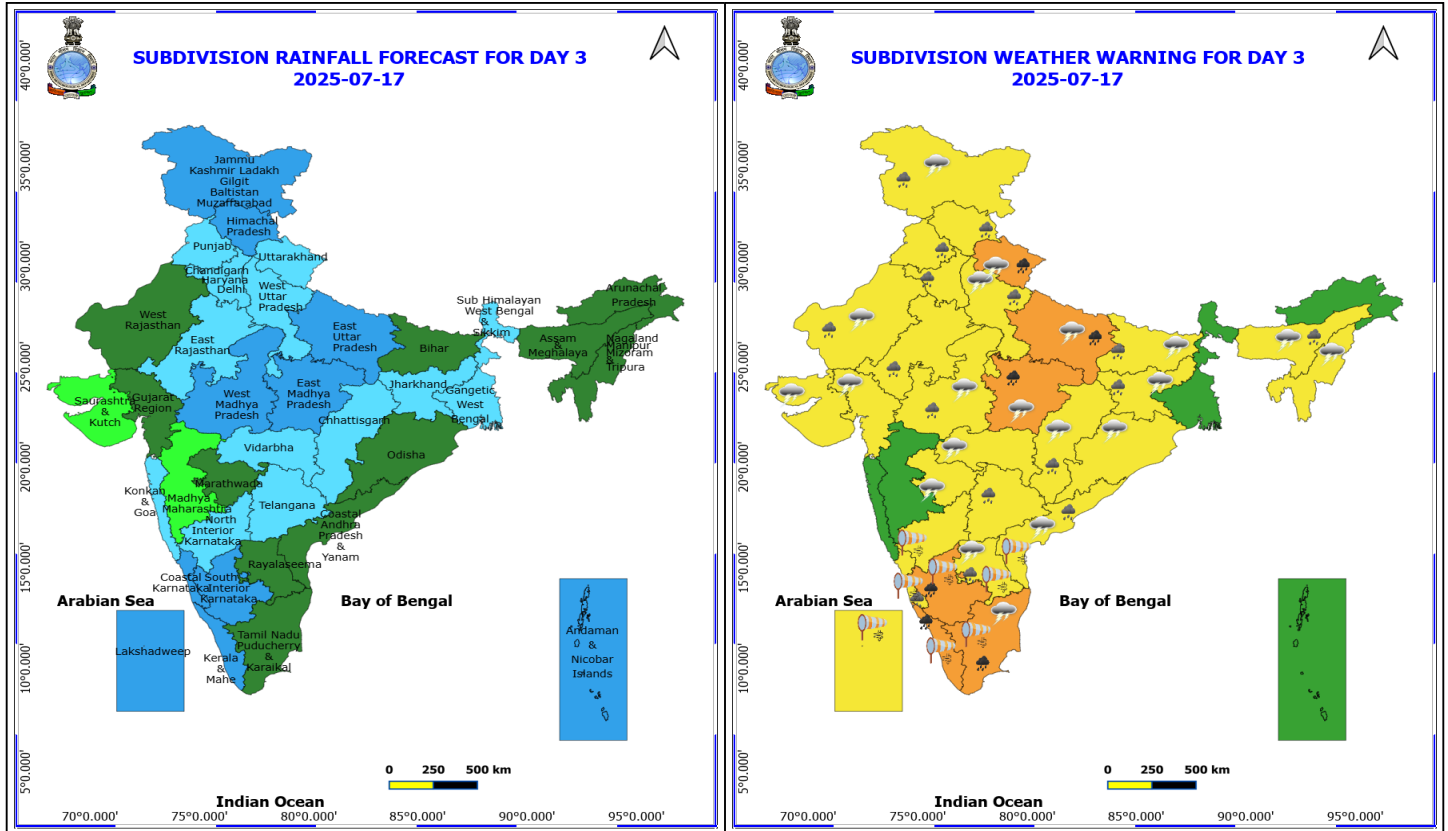 SUBDIVISION RAINFALL FORECAST FOR DAY 3
2025-07-17
40°0.000'
35°0.000'
30°0.000'
25°0.000'
20°0.000'
15°0.000'
10°0.000'
5°0.000'
Jammu
Kashmir Ladakh
Gilgit
Baltistan
Muzaffarabad
Himachal
Pradesh
Punjab
Uttarakhand
Chandigarh
Haryana
Delhi
West
Uttar
Pradesh
West
Rajasthan
East
Rajasthan
East
Uttar
Pradesh
Bihar
Sub Himalayan
West Bengal
&
Sikkim
Arunachal
Pradesh
Assam
&
Meghalaya
Nagaland
Manipur
Mizoram
&
Tripura
Saurashtra
&
Kutch
Gujarat
Region
West
Madhya
Pradesh
East
Madhya
Pradesh
Jharkhand
Gangetic
West
Bengal
Chhattisgarh
Vidarbha
Odisha
Konkan
&
Goa
Madhya
Maharashtra
Marathwada
Telangana
North
Interior
Karnataka
Coastal
Andhra
Pradesh
&
Yanam
Rayalaseema
Coastal
Karnataka
South
Interior
Karnataka
Arabian Sea
Bay of Bengal
Lakshadweep
Kerala
&
Mahe
Tamil Nadu
Puducherry
&
Karaikal
Andaman
&
Nicobar
Islands
0 250 500 km
Indian Ocean
70°0.000' 75°0.000' 80°0.000' 85°0.000' 90°0.000' 95°0.000'
SUBDIVISION WEATHER WARNING FOR DAY 3
2025-07-17
40°0.000'
35°0.000'
30°0.000'
25°0.000'
20°0.000'
15°0.000'
10°0.000'
5°0.000'
Arabian Sea
Bay of Bengal
0 250 500 km
Indian Ocean
70°0.000' 75°0.000' 80°0.000' 85°0.000' 90°0.000' 95°0.000'